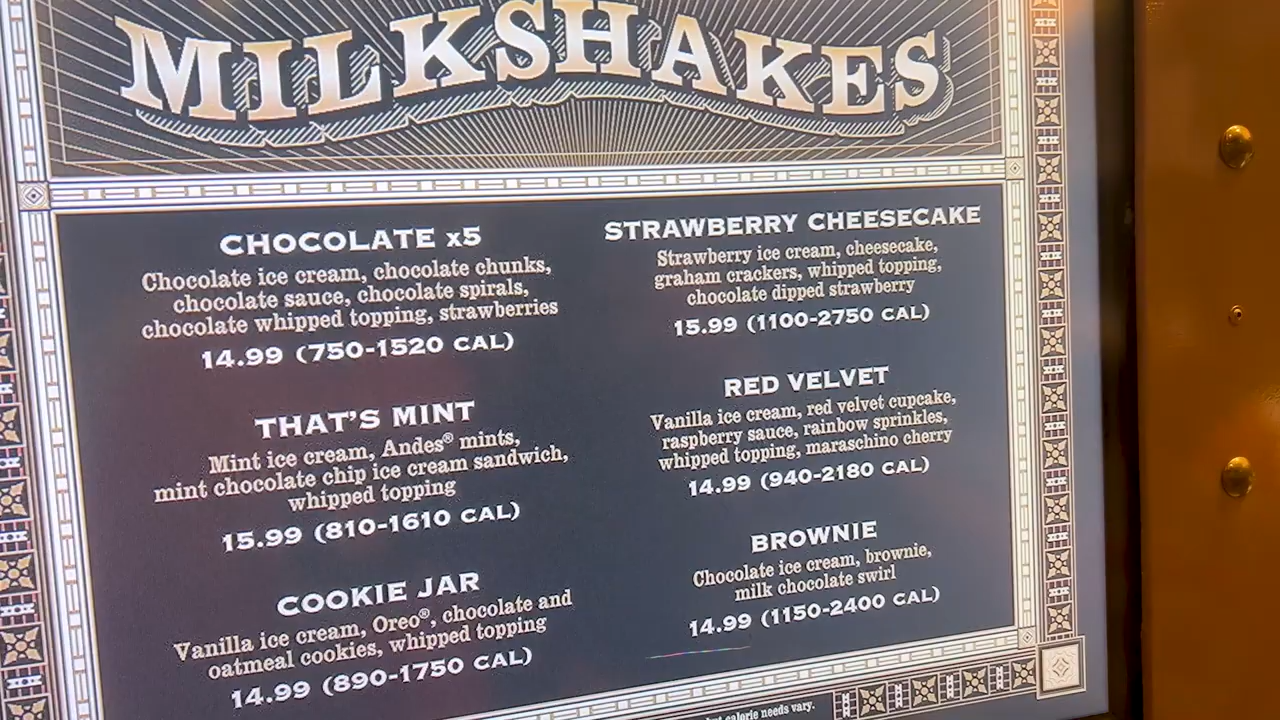 MILKSHAKES
CHOCOLATE x5
Chocolate ice cream, chocolate chunks,
chocolate sauce, chocolate spirals,
chocolate whipped topping, strawberries
14.99 (750-1520 CAL)
THAT'S MINT
Mint ice cream, Andes® mints,
mint chocolate chip ice cream sandwich,
whipped topping
15.99 (810-1610 CAL)
COOKIE JAR
Vanilla ice cream, Oreo®, chocolate and
oatmeal cookies, whipped topping
14.99 (890-1750 CAL)
STRAWBERRY CHEESECAKE
Strawberry ice cream, cheesecake,
graham crackers, whipped topping,
chocolate dipped strawberry
15.99 (1100-2750 CAL)
RED VELVET
Vanilla ice cream, red velvet cupcake,
raspberry sauce, rainbow sprinkles,
whipped topping, maraschino cherry
14.99 (940-2180 CAL)
BROWNIE
Chocolate ice cream, brownie,
milk chocolate swirl
14.99 (1150-2400 CAL)
calorie needs vary.